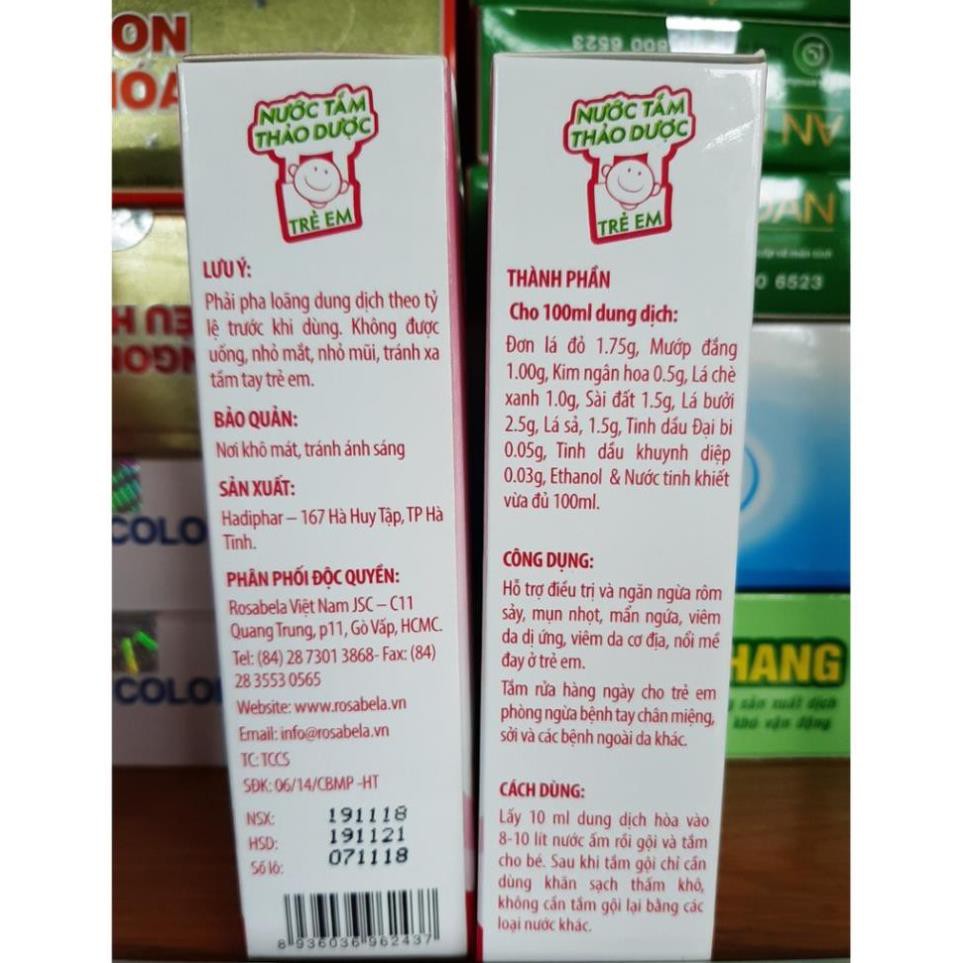 NƯỚC TẮM
THẢO DƯỢC
TRẺ EM
LƯU Ý:
Phải pha loãng dung dịch theo tỷ
lệ trước khi dùng. Không được
uống, nhỏ mắt, nhỏ mũi, tránh xa
tầm tay trẻ em.
BẢO QUẢN:
Nơi khô mát, tránh ánh sáng
SẢN XUẤT:
Hadiphar – 167 Hà Huy Tập, TP Hà
Tĩnh.
PHÂN PHỐI ĐỘC QUYỀN:
Rosabela Việt Nam JSC – C11
Quang Trung, p11, Gò Vấp, HCMC.
Tel: (84) 28 7301 3868- Fax: (84)
28 3553 0565
Website: www.rosabela.vn
Email: info@rosabela.vn
TC: TCCS
SĐK: 06/14/CBMP -HT
NSX: 191118
HSD: 191121
Số lô: 071118
8 936036 962437
NƯỚC TẮM
THẢO DƯỢC
TRẺ EM
THÀNH PHẦN
Cho 100ml dung dịch:
Đơn lá đỏ 1.75g, Mướp đắng
1.00g, Kim ngân hoa 0.5g, Lá chè
xanh 1.0g, Sài đất 1.5g, Lá bưởi
2.5g, Lá sả, 1.5g, Tinh dầu Đại bi
0.05g, Tinh dầu khuynh diệp
0.03g, Ethanol & Nước tinh khiết
vừa đủ 100ml.
CÔNG DỤNG:
Hỗ trợ điều trị và ngăn ngừa rôm
sảy, mụn nhọt, mẩn ngứa, viêm
da dị ứng, viêm da cơ địa, nổi mề
đay ở trẻ em.
Tắm rửa hàng ngày cho trẻ em
phòng ngừa bệnh tay chân miệng,
sởi và các bệnh ngoài da khác.
CÁCH DÙNG:
Lấy 10 ml dung dịch hòa vào
8-10 lít nước ấm rồi gội và tắm
cho bé. Sau khi tắm gội chỉ cần
dùng khăn sạch thấm khô,
không cần tắm gội lại bằng các
loại nước khác.
ON
ÓA
COLO
COLO
800 6523
AN
0 6523
HANG
sản xuất dịch
khó vận động